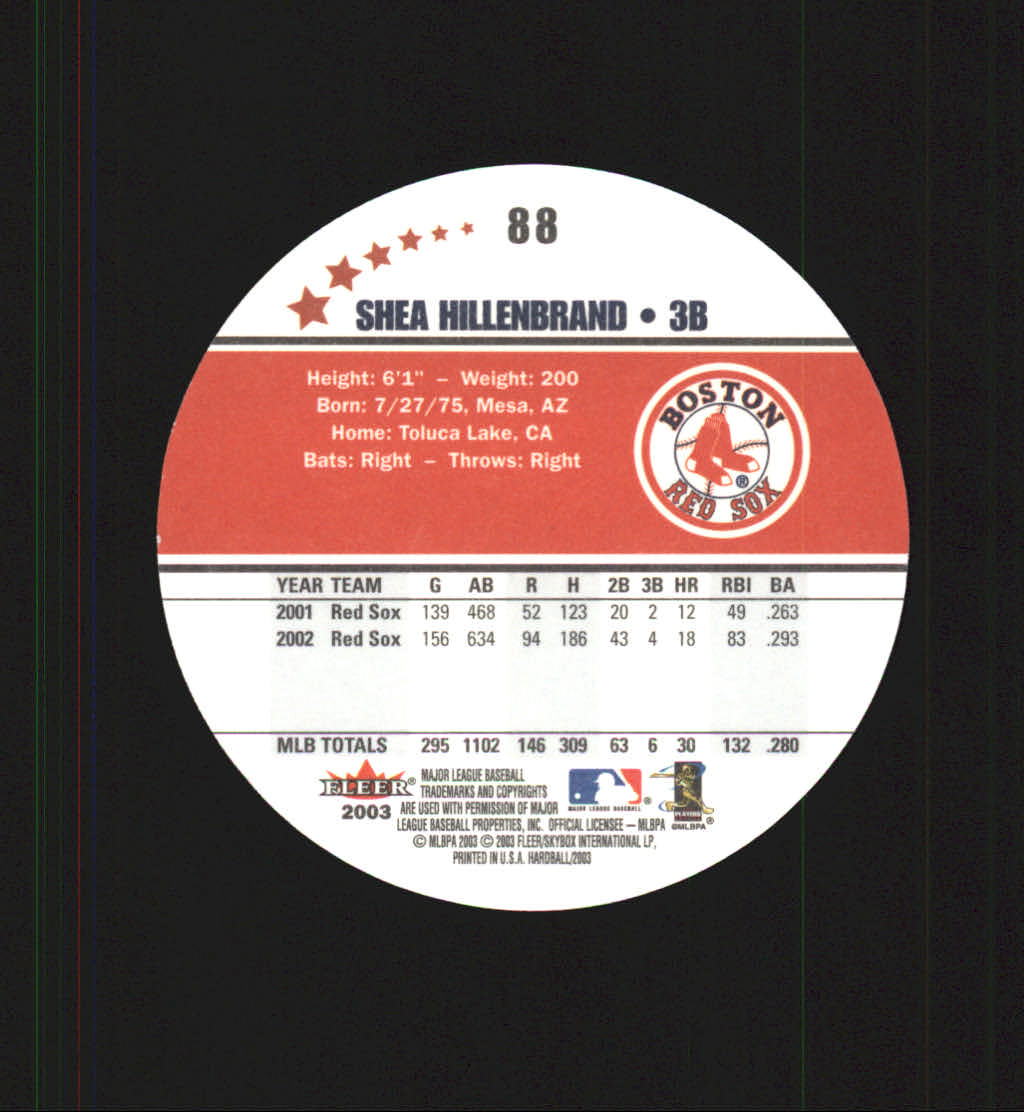 88
SHEA HILLENBRAND • 3B
Height: 6'1" – Weight: 200
Born: 7/27/75, Mesa, AZ
Home: Toluca Lake, CA
Bats: Right – Throws: Right
BOSTON
RED SOX
®
YEAR TEAM G AB R H 2B 3B HR RBI BA
2001 Red Sox 139 468 52 123 20 2 12 49 .263
2002 Red Sox 156 634 94 186 43 4 18 83 .293
MLB TOTALS 295 1102 146 309 63 6 30 132 .280
FLEER®
2003
MAJOR LEAGUE BASEBALL
TRADEMARKS AND COPYRIGHTS
ARE USED WITH PERMISSION OF MAJOR
LEAGUE BASEBALL PROPERTIES, INC. OFFICIAL LICENSEE – MLBPA
© MLBPA 2003 © 2003 FLEER/SKYBOX INTERNATIONAL LP,
PRINTED IN U.S.A. HARDBALL/2003
MAJOR LEAGUE BASEBALL ®
PLAYERS
©MLBPA ®